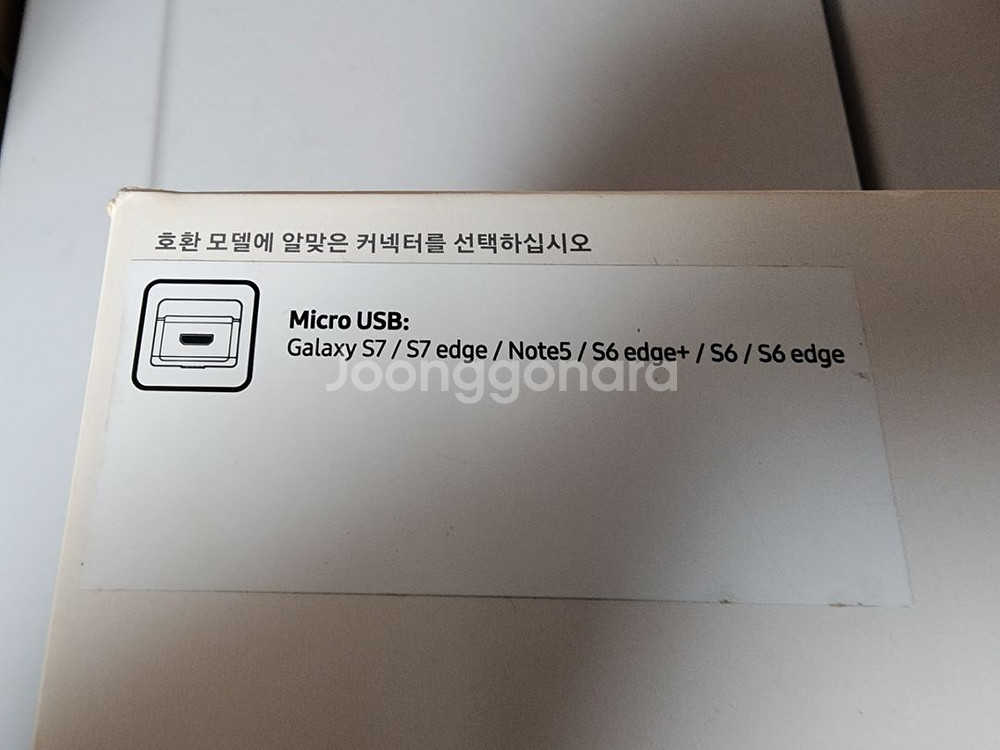 호환 모델에 알맞은 커넥터를 선택하십시오
Micro USB:
Galaxy S7 / S7 edge / Note5 / S6 edge+ / S6 / S6 edge
Joonggonara